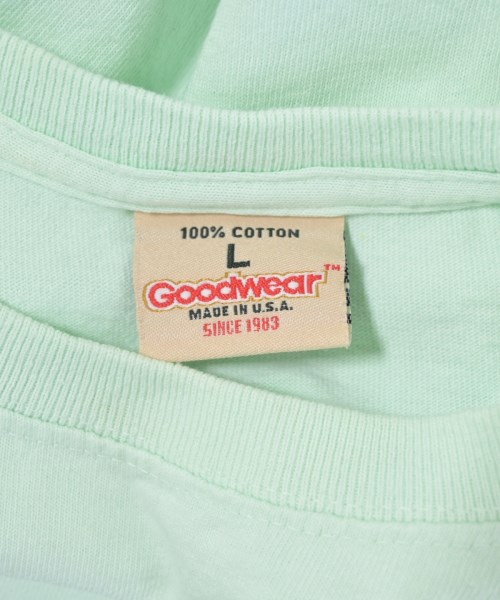 100% COTTON
L
Goodwear™
MADE IN U.S.A.
SINCE 1983